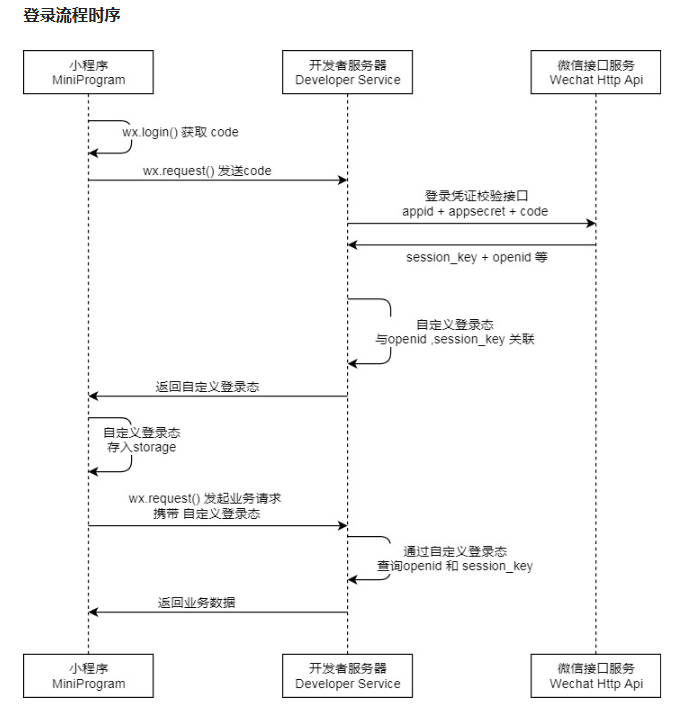 登录流程时序
小程序
MiniProgram
开发者服务器
Developer Service
微信接口服务
Wechat Http Api
wx.login() 获取 code
wx.request() 发送code
登录凭证校验接口
appid + appsecret + code
session_key + openid 等
自定义登录态
与openid ,session_key 关联
返回自定义登录态
自定义登录态
存入storage
wx.request() 发起业务请求
携带 自定义登录态
通过自定义登录态
查询openid 和 session_key
返回业务数据
小程序
MiniProgram
开发者服务器
Developer Service
微信接口服务
Wechat Http Api